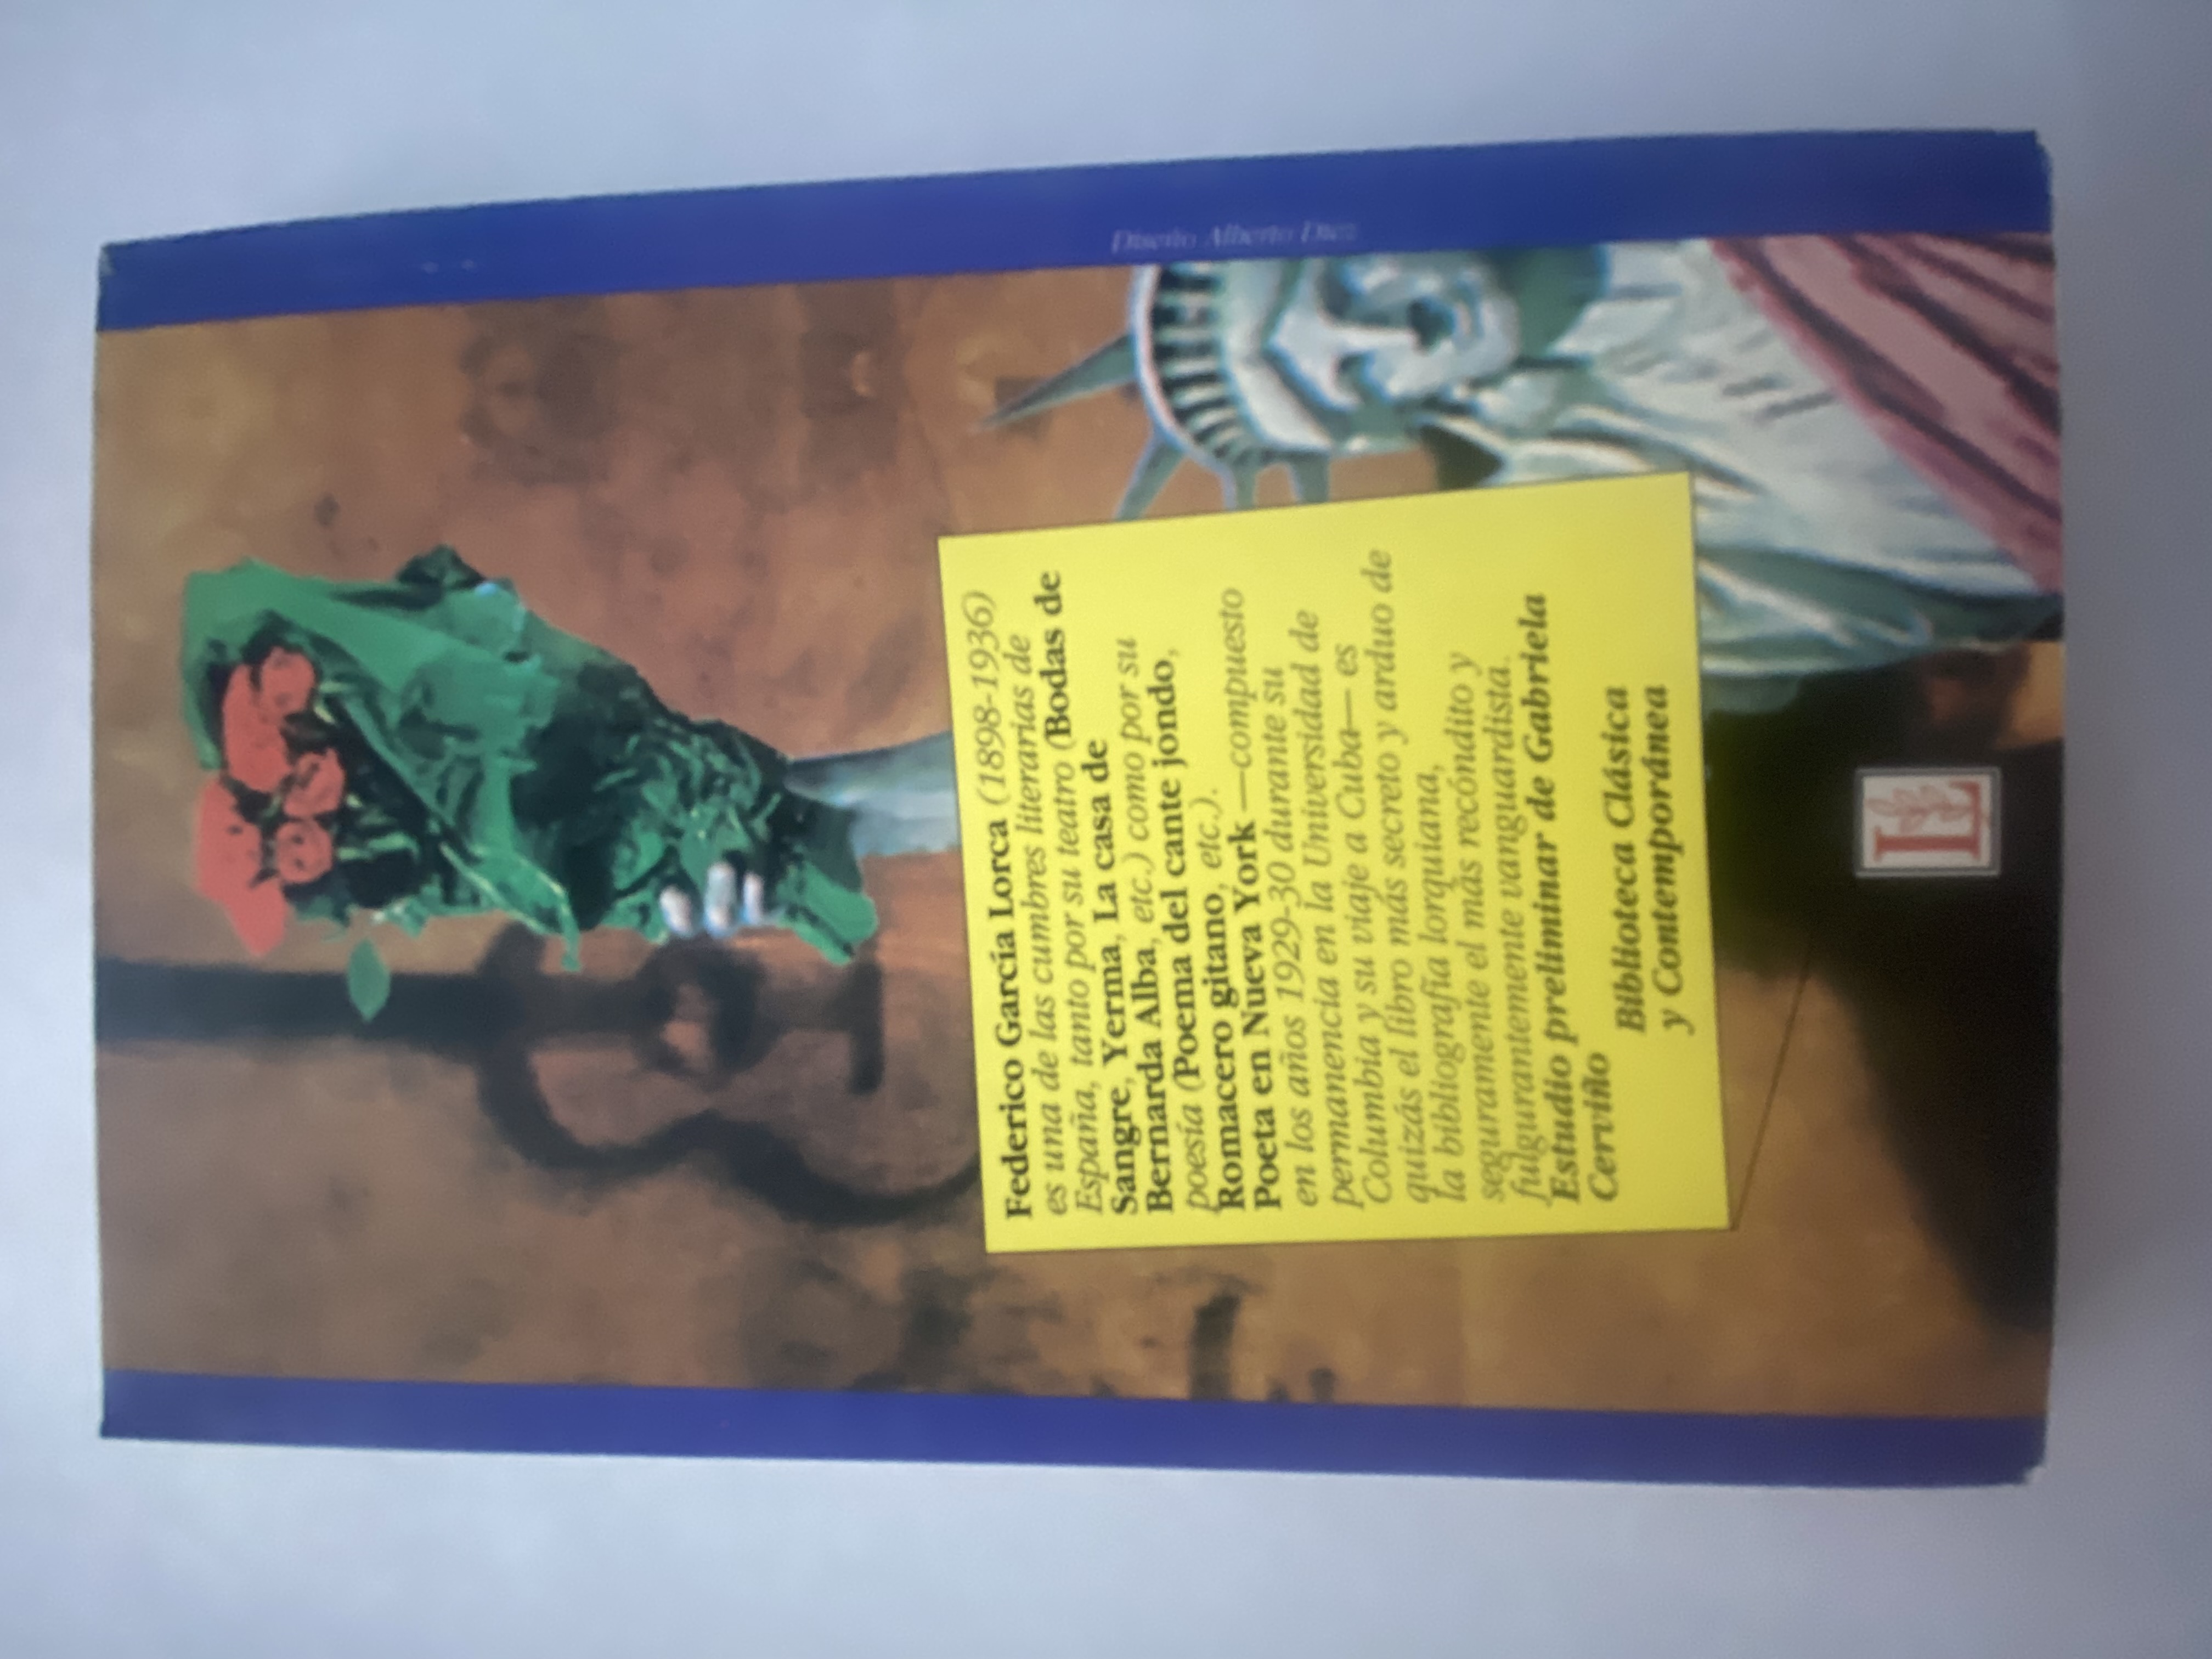 Federico García Lorca (1898-1936)
es una de las cumbres literarias de
España, tanto por su teatro (Bodas de
Sangre, Yerma, La casa de
Bernarda Alba, etc.) como por su
poesía (Poema del cante jondo,
Romacero gitano, etc.).
Poeta en Nueva York —compuesto
en los años 1929-30 durante su
permanencia en la Universidad de
Columbia y su viaje a Cuba— es
quizás el libro más secreto y arduo de
la bibliografía lorquiana,
seguramente el más recóndito y
fulgurantemente vanguardista.
Estudio preliminar de Gabriela
Cerviño
Biblioteca Clásica
y Contemporánea
L
Diseño Alberto